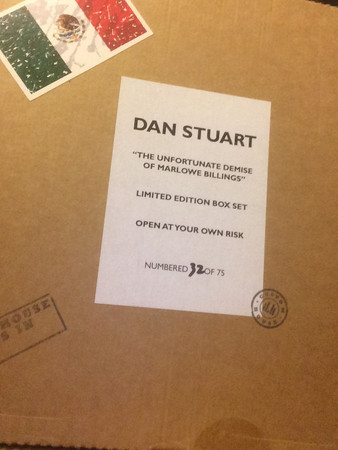 DAN STUART
"THE UNFORTUNATE DEMISE
OF MARLOWE BILLINGS"
LIMITED EDITION BOX SET
OPEN AT YOUR OWN RISK
NUMBERED 32 OF 75
HOUSE